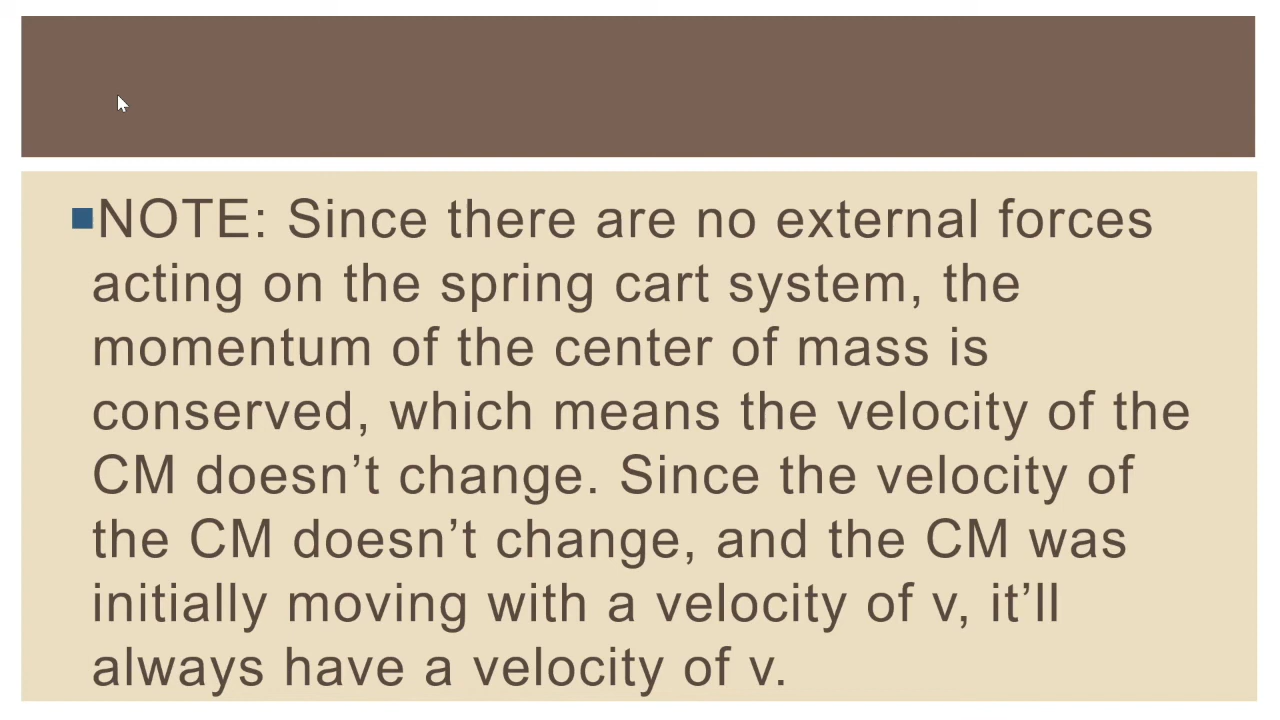 ▪NOTE: Since there are no external forces
acting on the spring cart system, the
momentum of the center of mass is
conserved, which means the velocity of the
CM doesn’t change. Since the velocity of
the CM doesn’t change, and the CM was
initially moving with a velocity of v, it’ll
always have a velocity of v.